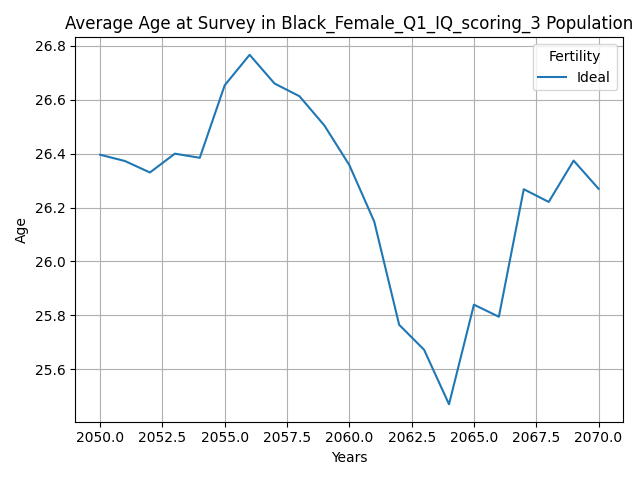 Average Age at Survey in Black_Female_Q1_IQ_scoring_3 Population
Fertility
Ideal
26.8
26.6
26.4
26.2
26.0
25.8
25.6
Age
2050.0 2052.5 2055.0 2057.5 2060.0 2062.5 2065.0 2067.5 2070.0
Years